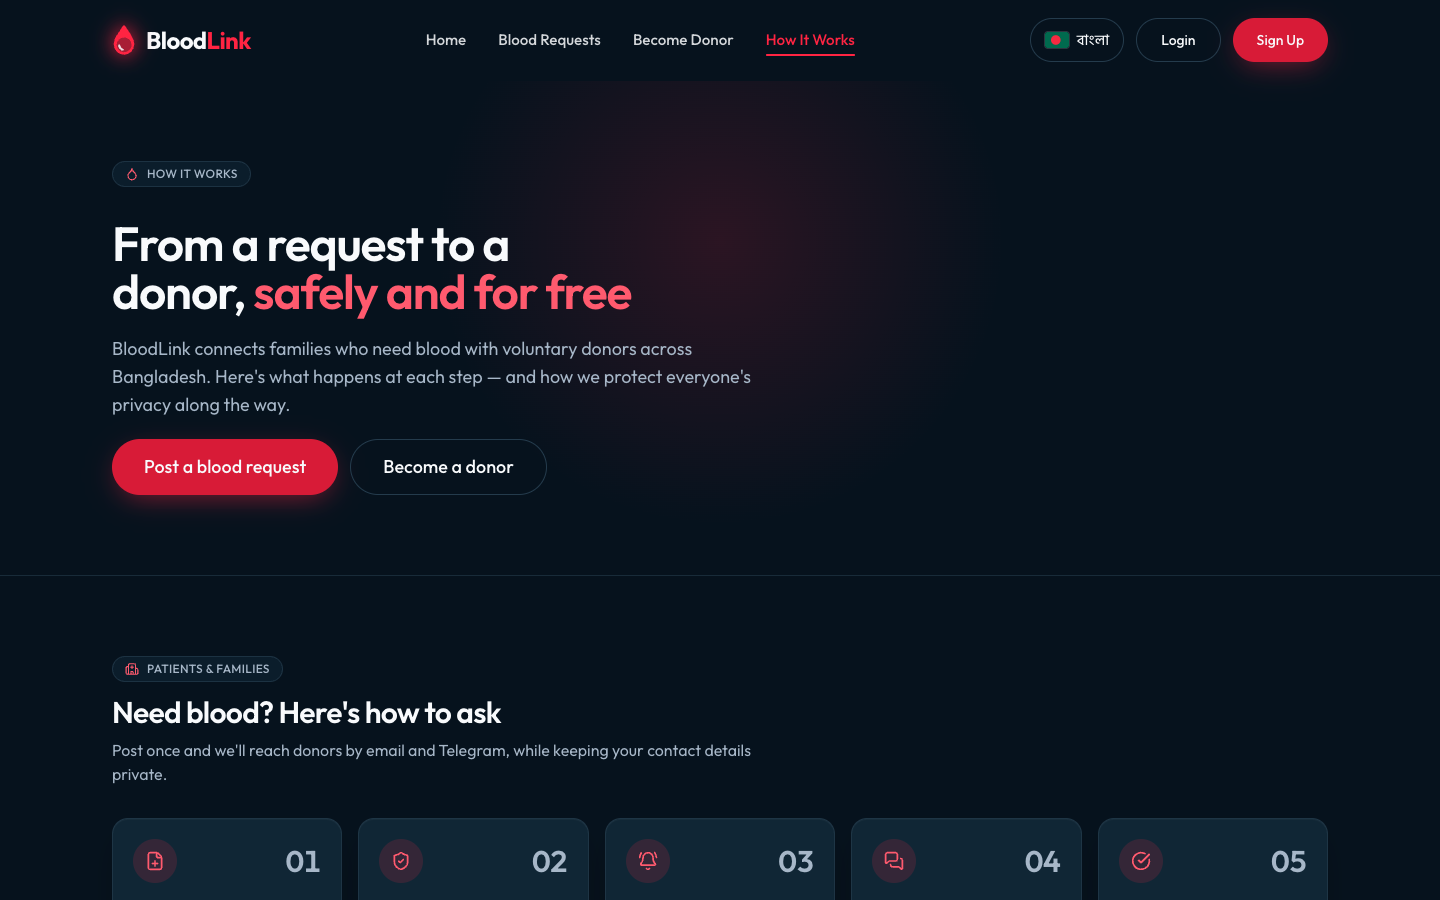 BloodLink
Home
Blood Requests
Become Donor
How It Works
বাংলা
Login
Sign Up
HOW IT WORKS
From a request to a
donor, safely and for free
BloodLink connects families who need blood with voluntary donors across
Bangladesh. Here's what happens at each step — and how we protect everyone's
privacy along the way.
Post a blood request
Become a donor
PATIENTS & FAMILIES
Need blood? Here's how to ask
Post once and we'll reach donors by email and Telegram, while keeping your contact details
private.
01
02
03
04
05